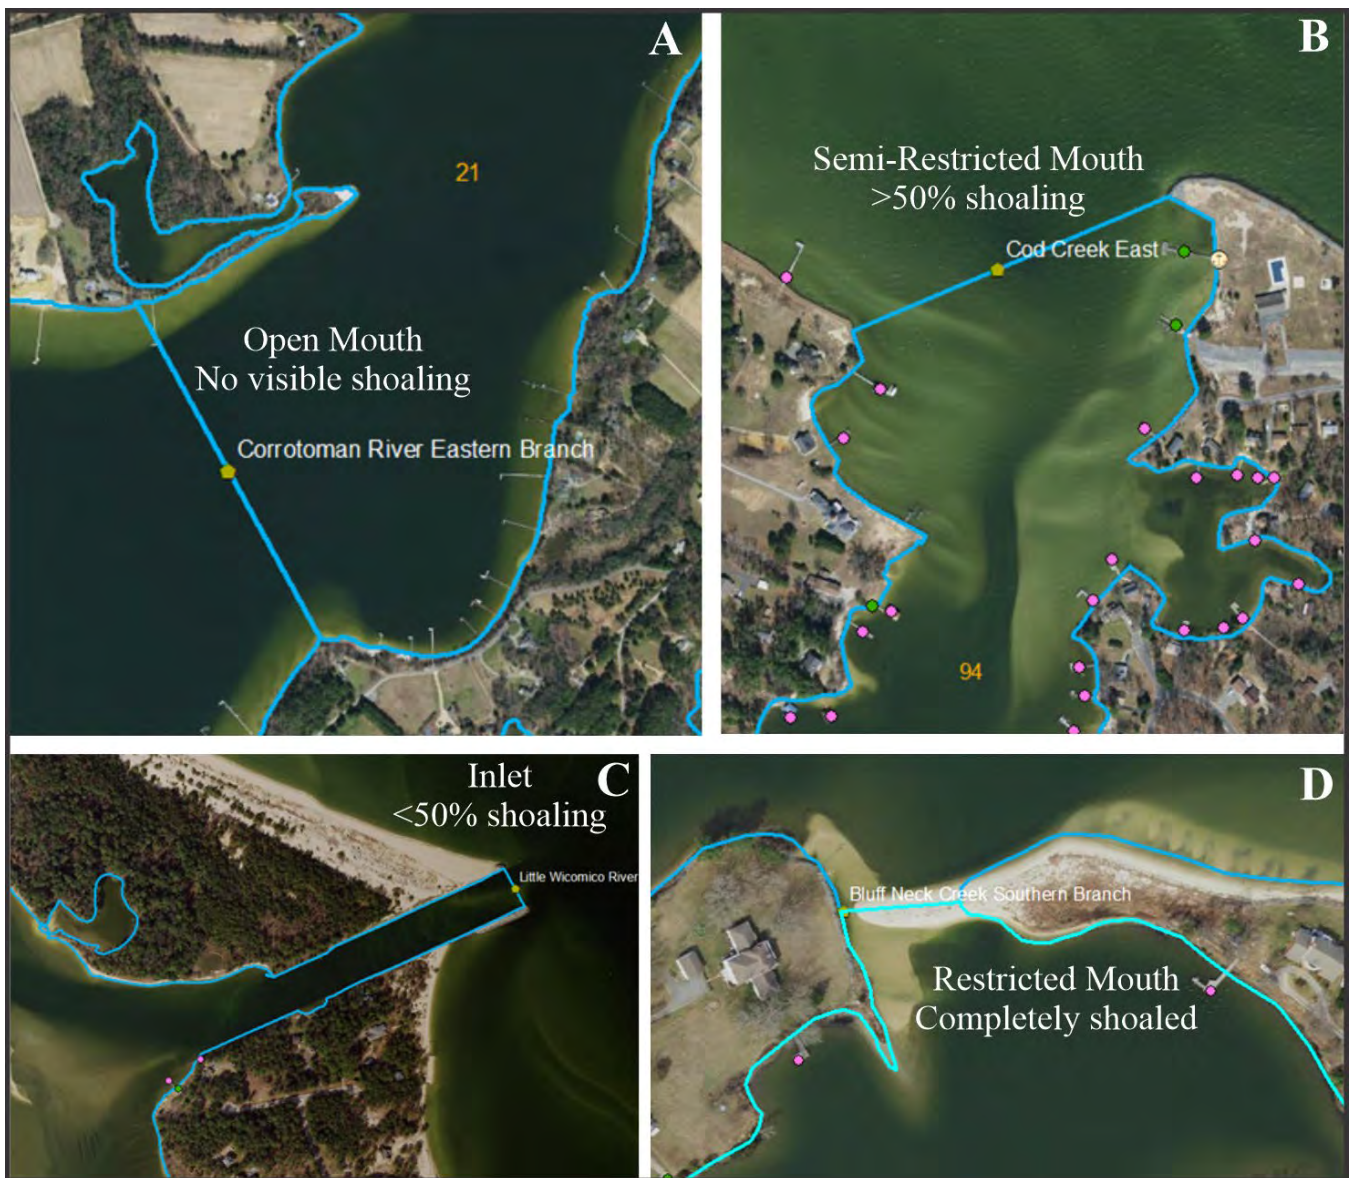 A
21
Open Mouth
No visible shoaling
Corrotoman River Eastern Branch
B
Semi-Restricted Mouth
>50% shoaling
Cod Creek East
94
C
Inlet
<50% shoaling
Little Wicomico River
D
Bluff Neck Creek Southern Branch
Restricted Mouth
Completely shoaled